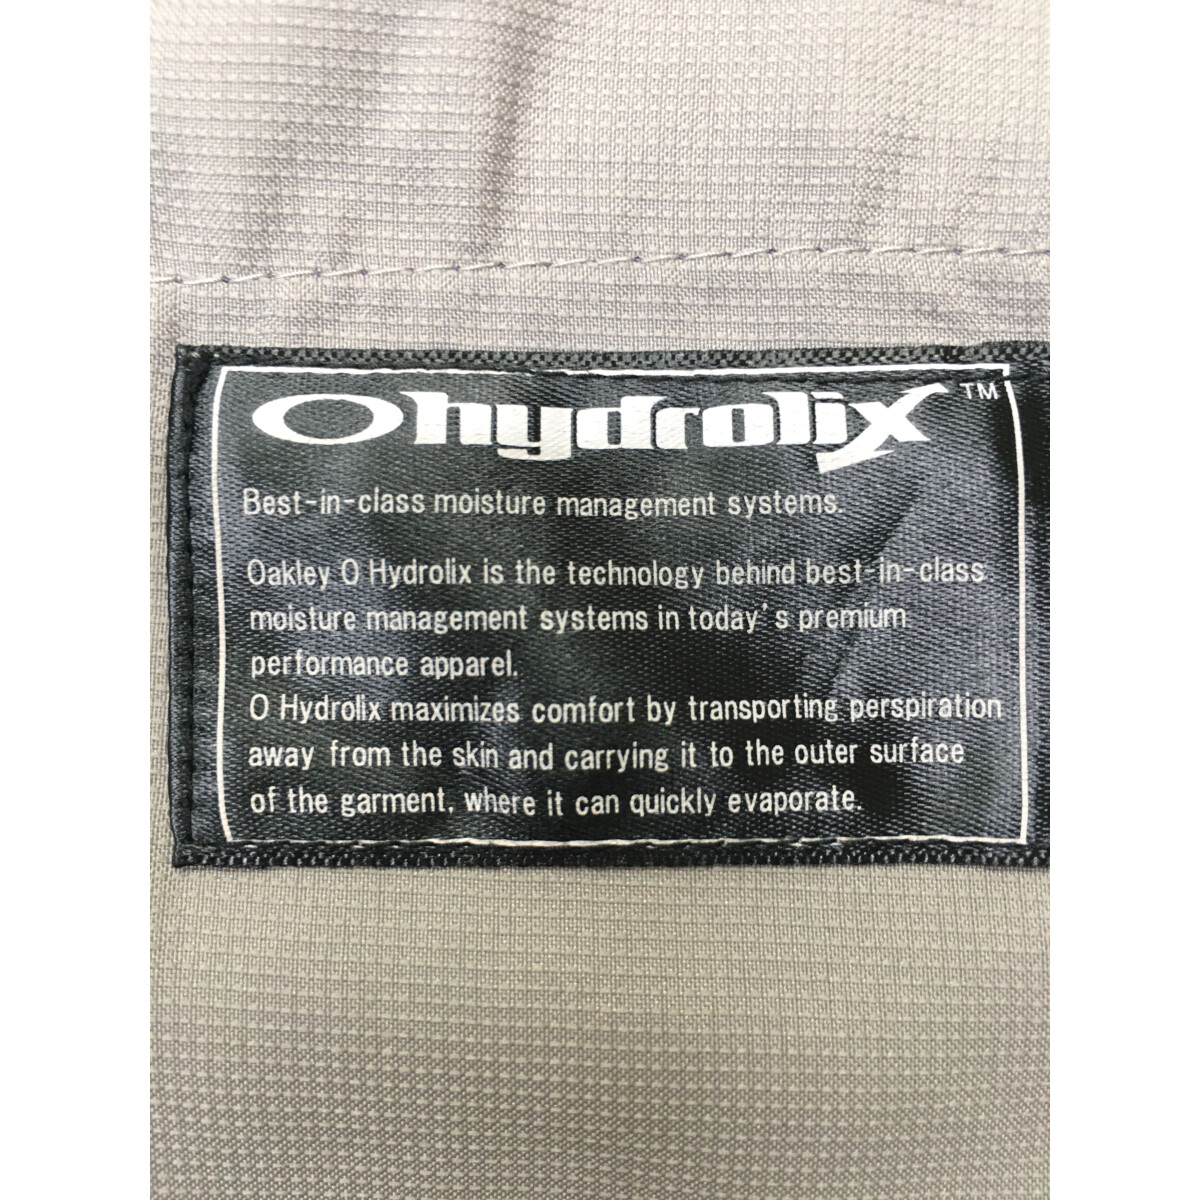 Ohydrolix™
Best-in-class moisture management systems.
Oakley O Hydrolix is the technology behind best-in-class
moisture management systems in today's premium
performance apparel.
O Hydrolix maximizes comfort by transporting perspiration
away from the skin and carrying it to the outer surface
of the garment, where it can quickly evaporate.